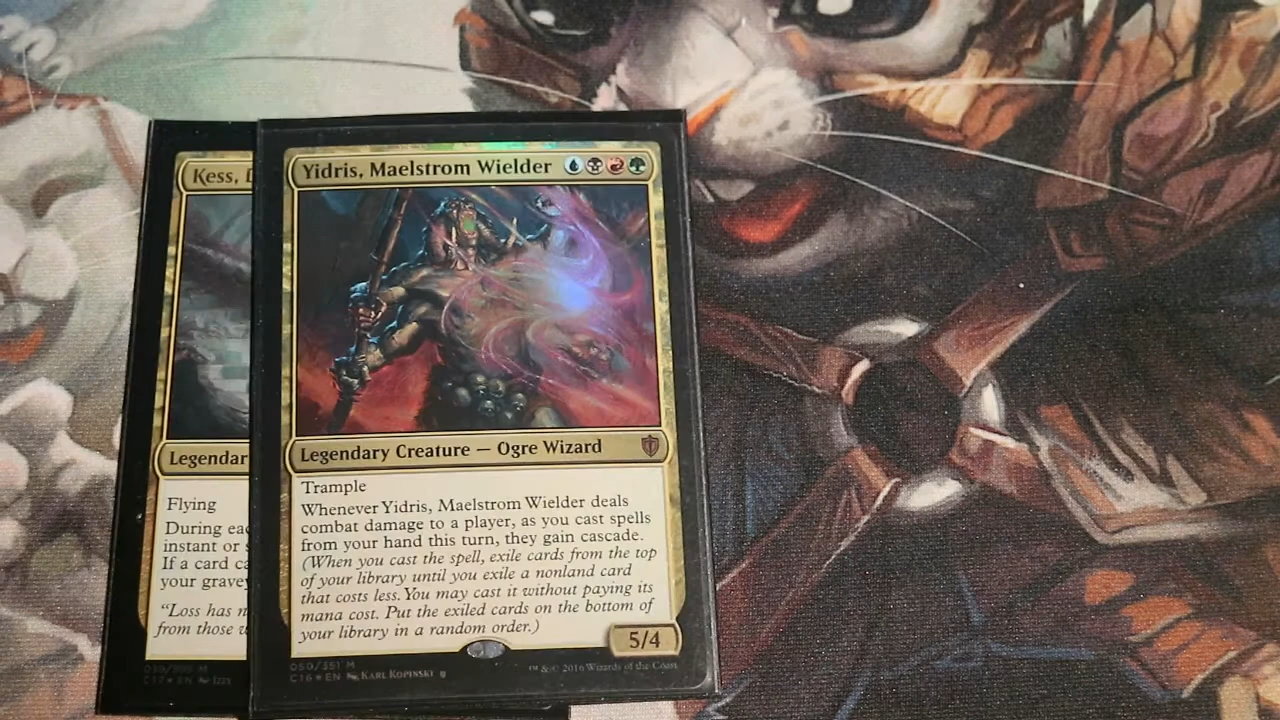 Kess,
Legendar
Flying
During eac
instant or s
If a card ca
your grave
"Loss has n
from those w
Yidris, Maelstrom Wielder
Legendary Creature — Ogre Wizard
Trample
Whenever Yidris, Maelstrom Wielder deals
combat damage to a player, as you cast spells
from your hand this turn, they gain cascade.
(When you cast the spell, exile cards from the top
of your library until you exile a nonland card
that costs less. You may cast it without paying its
mana cost. Put the exiled cards on the bottom of
your library in a random order.)
5/4
050/351 M
C16 ★ EN Karl Kopinski
™ & © 2016 Wizards of the Coast